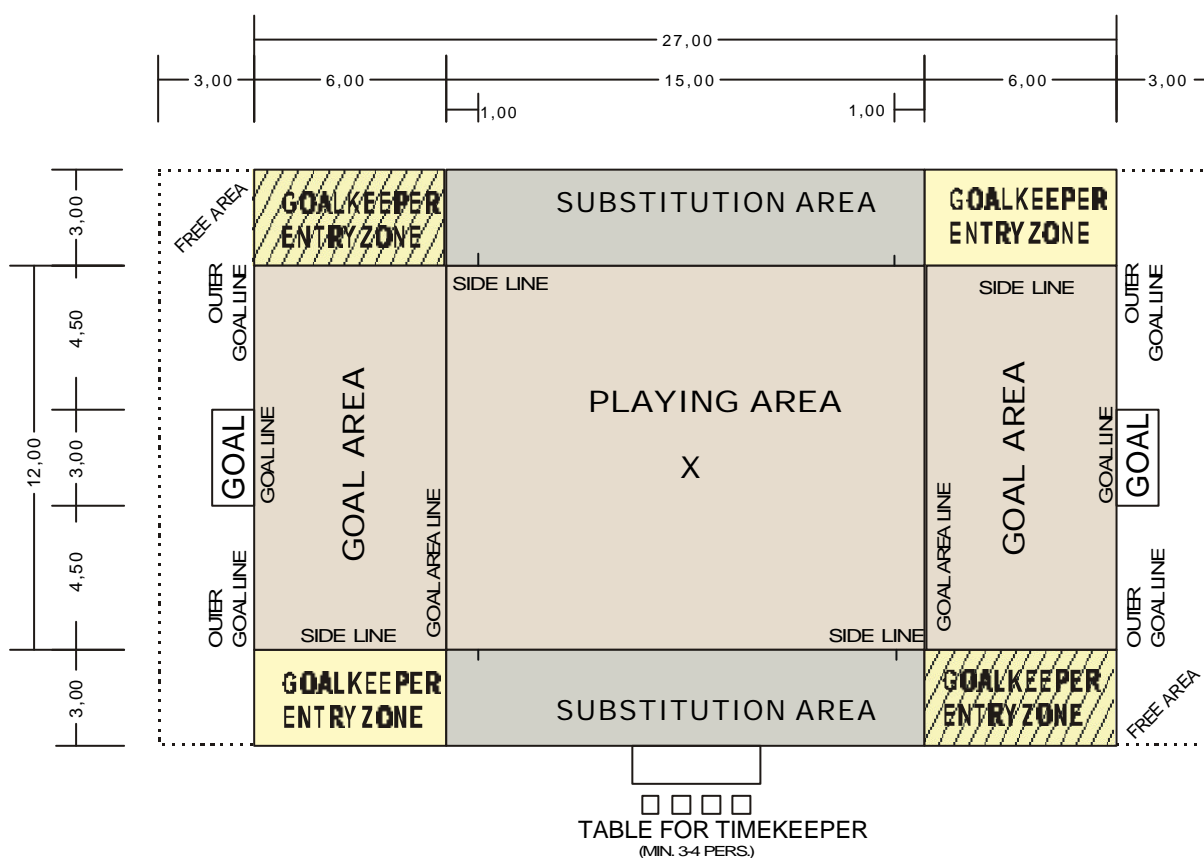 27,00
3,00 6,00 15,00 6,00 3,00
1,00 1,00
3,00
4,50
12,00
3,00
4,50
3,00
FREE AREA
GOALKEEPER
ENTRY ZONE
SUBSTITUTION AREA
GOALKEEPER
ENTRY ZONE
OUTER
GOAL LINE
SIDE LINE
SIDE LINE
OUTER
GOAL LINE
GOAL
GOAL LINE
GOAL AREA
GOAL AREA LINE
PLAYING AREA
X
GOAL AREA LINE
GOAL AREA
GOAL LINE
GOAL
OUTER
GOAL LINE
SIDE LINE
SIDE LINE
OUTER
GOAL LINE
GOALKEEPER
ENTRY ZONE
SUBSTITUTION AREA
GOALKEEPER
ENTRY ZONE
FREE AREA
TABLE FOR TIMEKEEPER
(MIN. 3-4 PERS.)